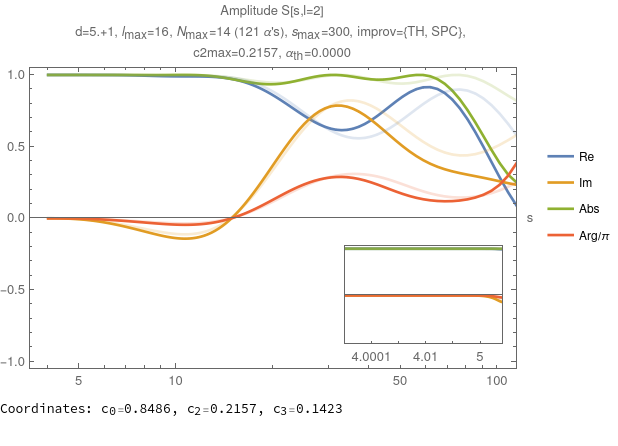 Amplitude S[s,l=2]
d=5.+1, lmax=16, Nmax=14 (121 α's), smax=300, improv={TH, SPC},
c2max=0.2157, αth=0.0000
1.0
0.5
0.0
−0.5
−1.0
5
10
50
100
s
4.0001
4.01
5
Re
Im
Abs
Arg/π
Coordinates: c0=0.8486, c2=0.2157, c3=0.1423